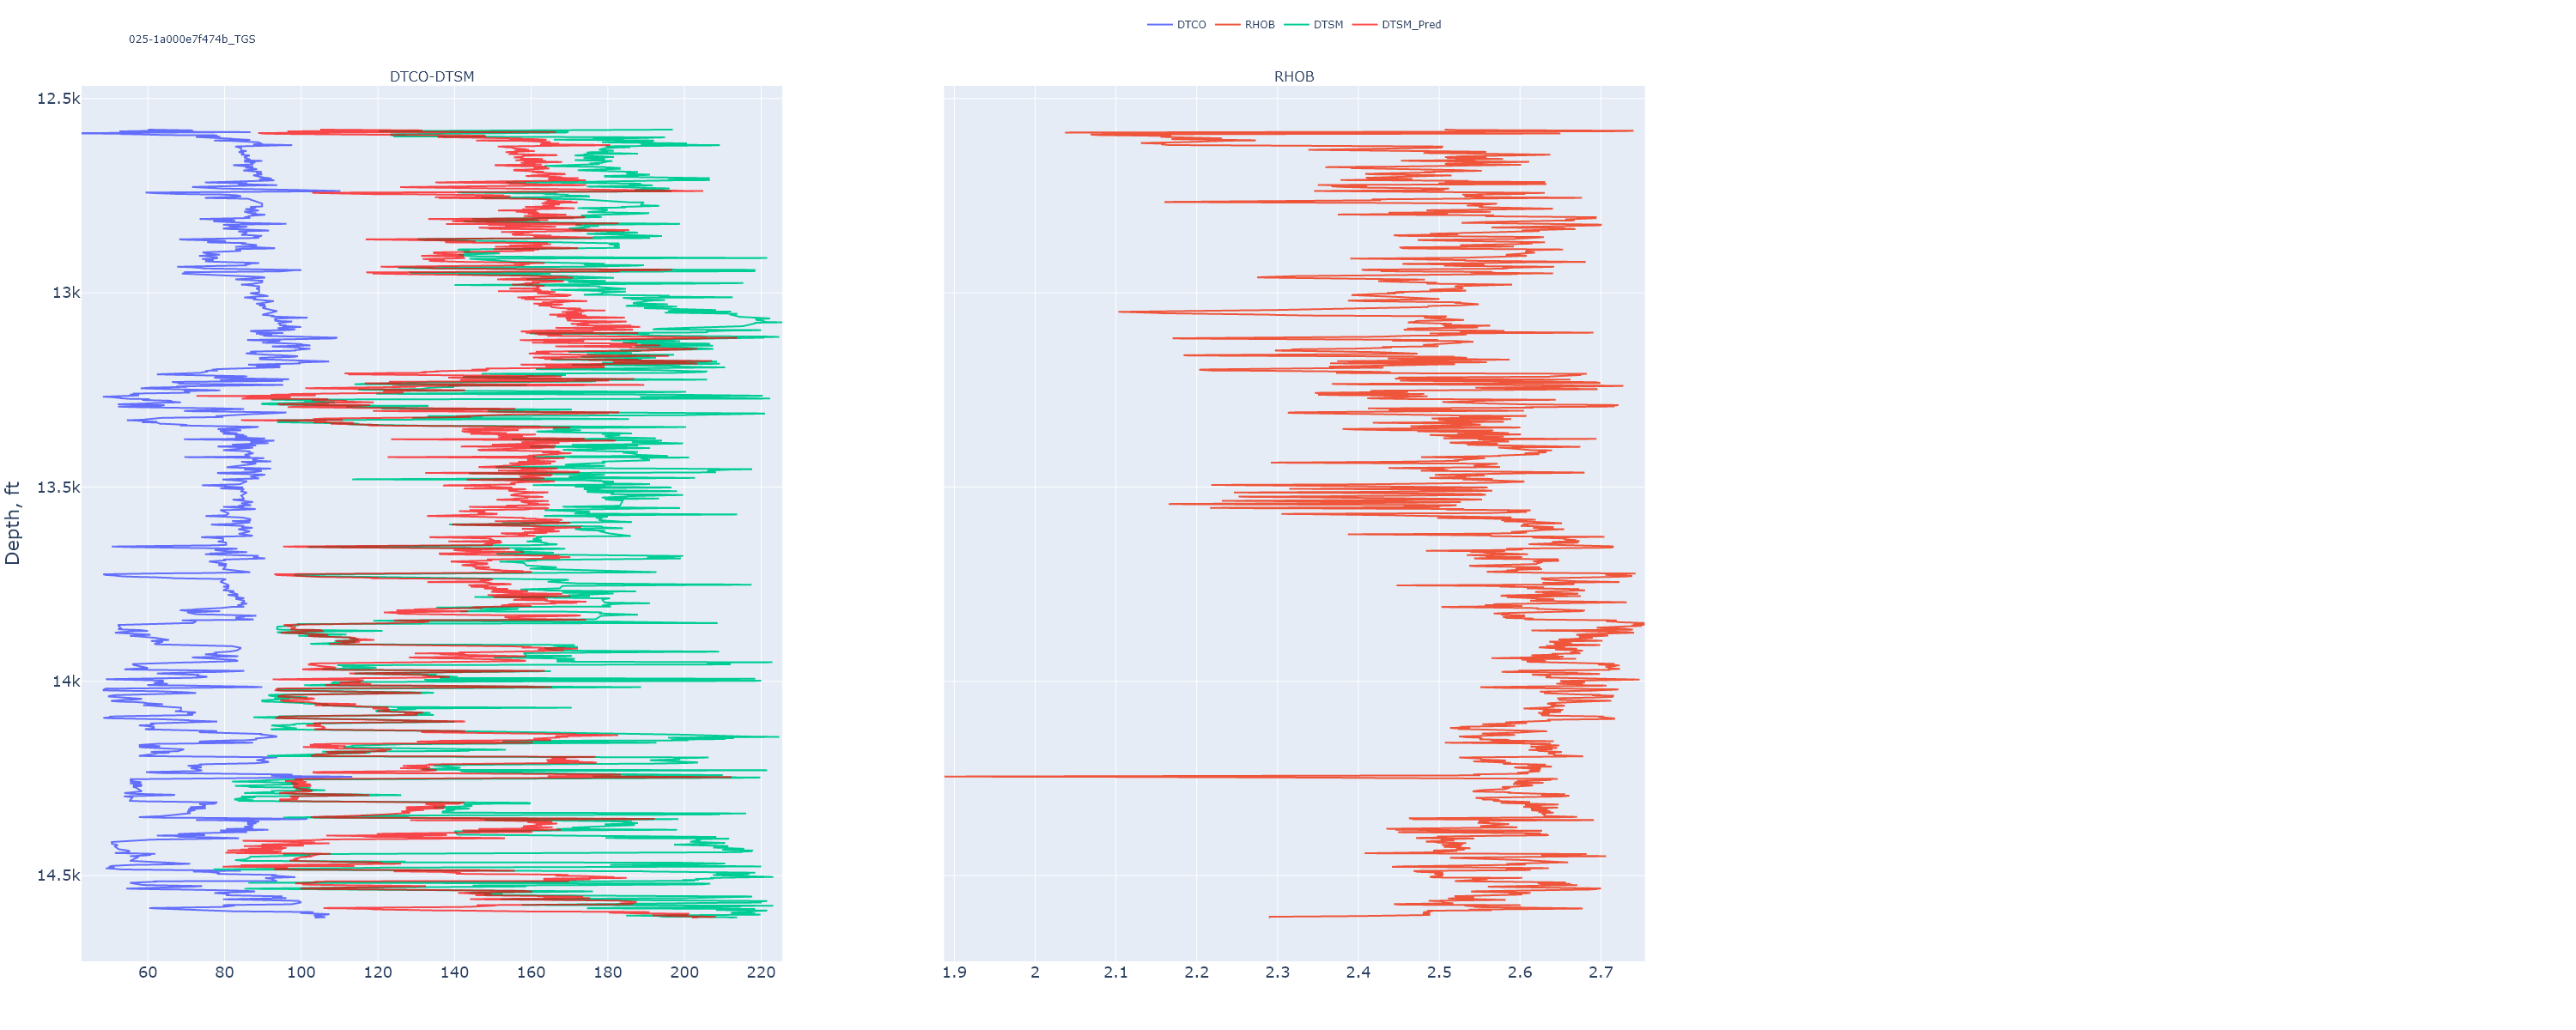 DTCO RHOB DTSM DTSM_Pred
025-1a000e7f474b_TGS
DTCO-DTSM
RHOB
12.5k
13k
13.5k
14k
14.5k
Depth, ft
60 80 100 120 140 160 180 200 220
1.9 2 2.1 2.2 2.3 2.4 2.5 2.6 2.7